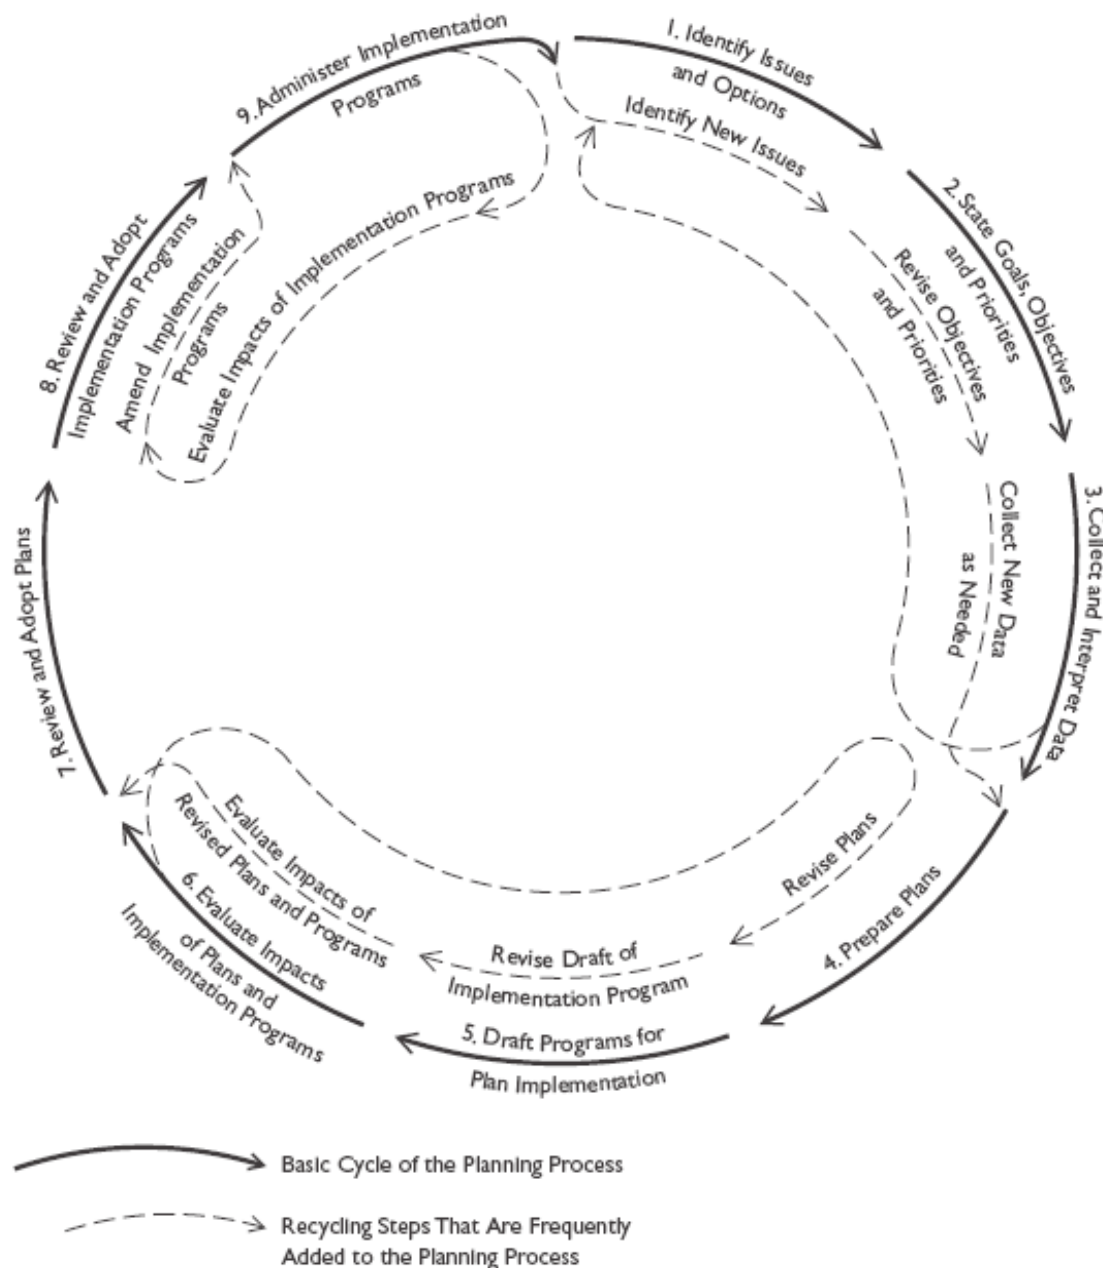 1. Identify Issues
and Options
Identify New Issues
2. State Goals, Objectives
and Priorities
Revise Objectives
and Priorities
3. Collect and Interpret Data
Collect New Data
as Needed
4. Prepare Plans
Revise Plans
5. Draft Programs for
Plan Implementation
Revise Draft of
Implementation Program
6. Evaluate Impacts
of Plans and
Implementation Programs
Evaluate Impacts of
Revised Plans and Programs
7. Review and Adopt Plans
8. Review and Adopt
Implementation Programs
Amend Implementation
Programs
Evaluate Impacts of Implementation Programs
9. Administer Implementation
Programs
Basic Cycle of the Planning Process
Recycling Steps That Are Frequently
Added to the Planning Process